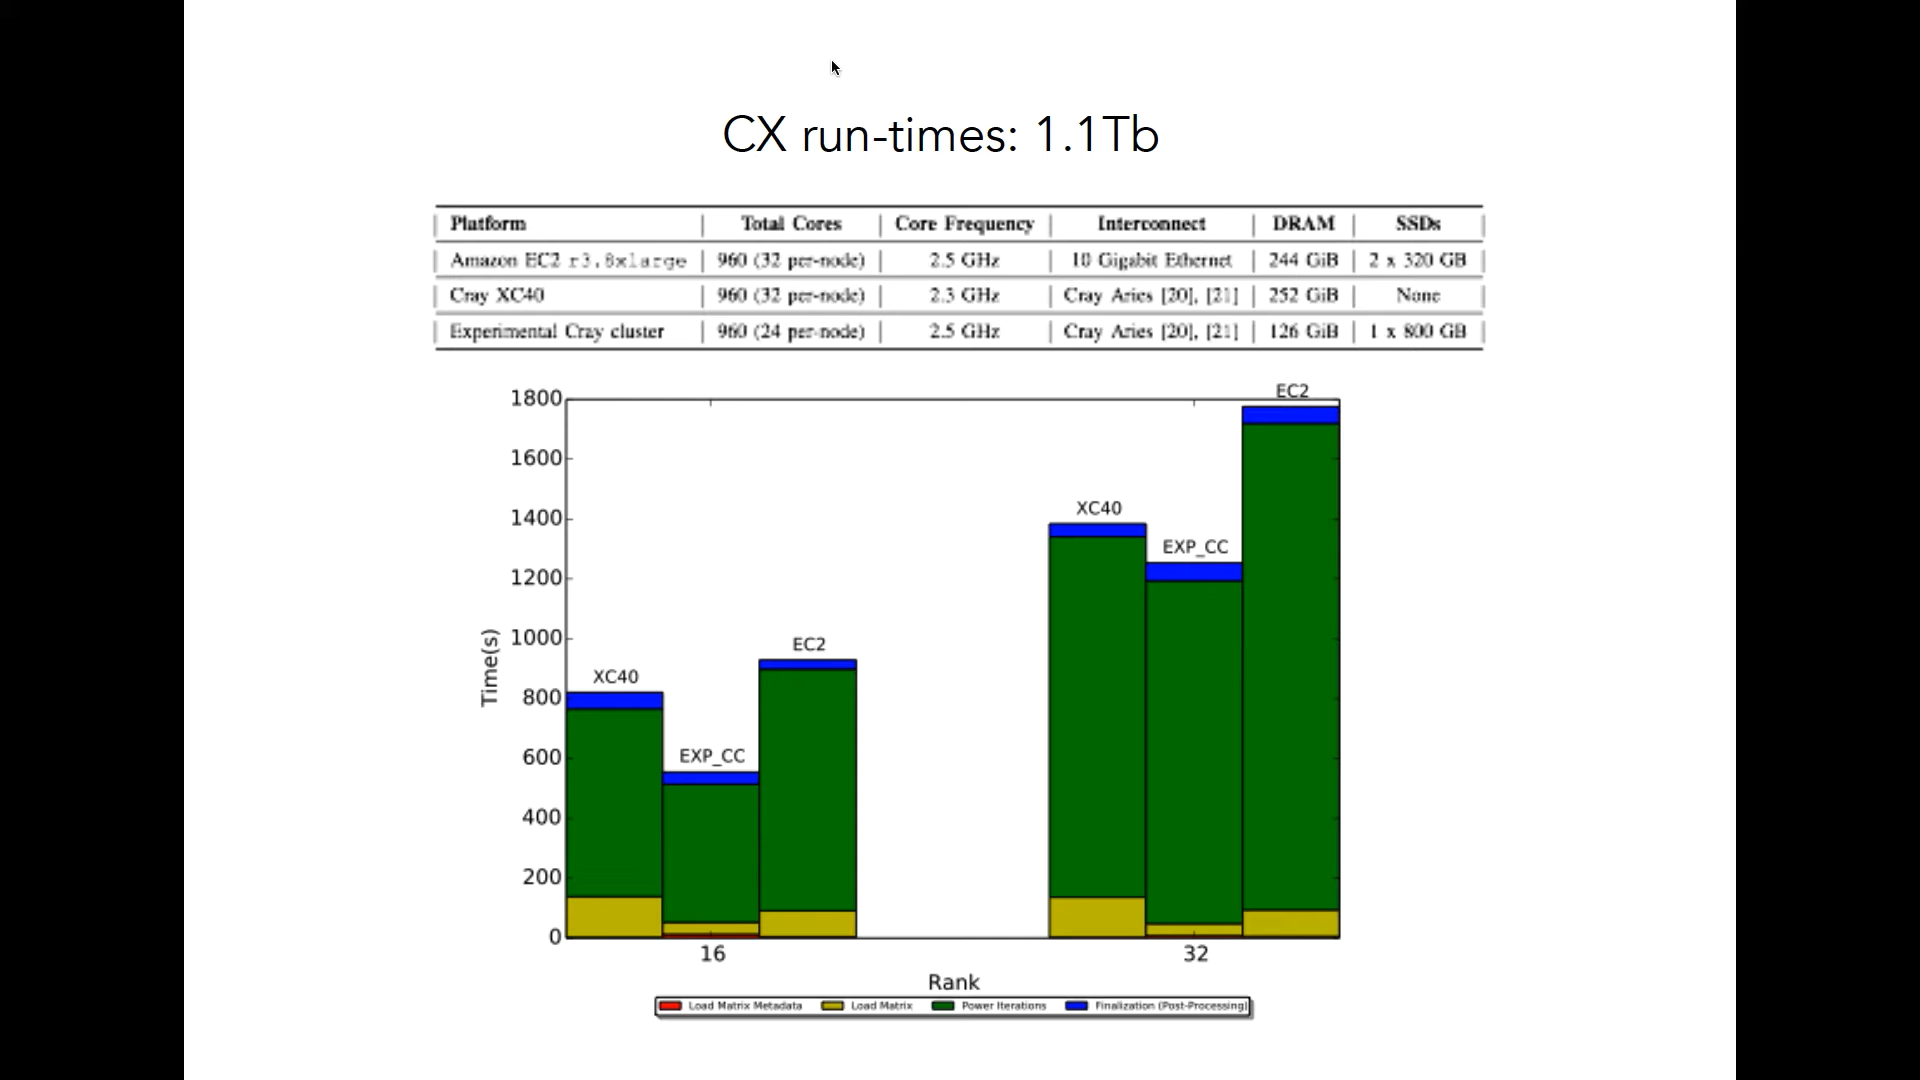 CX run-times: 1.1Tb
Platform Total Cores Core Frequency Interconnect DRAM SSDs
Amazon EC2 r3.8xlarge 960 (32 per-node) 2.5 GHz 10 Gigabit Ethernet 244 GiB 2 x 320 GB
Cray XC40 960 (32 per-node) 2.3 GHz Cray Aries [20], [21] 252 GiB None
Experimental Cray cluster 960 (24 per-node) 2.5 GHz Cray Aries [20], [21] 126 GiB 1 x 800 GB
EC2
1800
1600
XC40
1400
EXP_CC
1200
EC2
1000
Time(s)
XC40
800
EXP_CC
600
400
200
0
16 32
Rank
Load Matrix Metadata Load Matrix Power Iterations Finalization (Post-Processing)